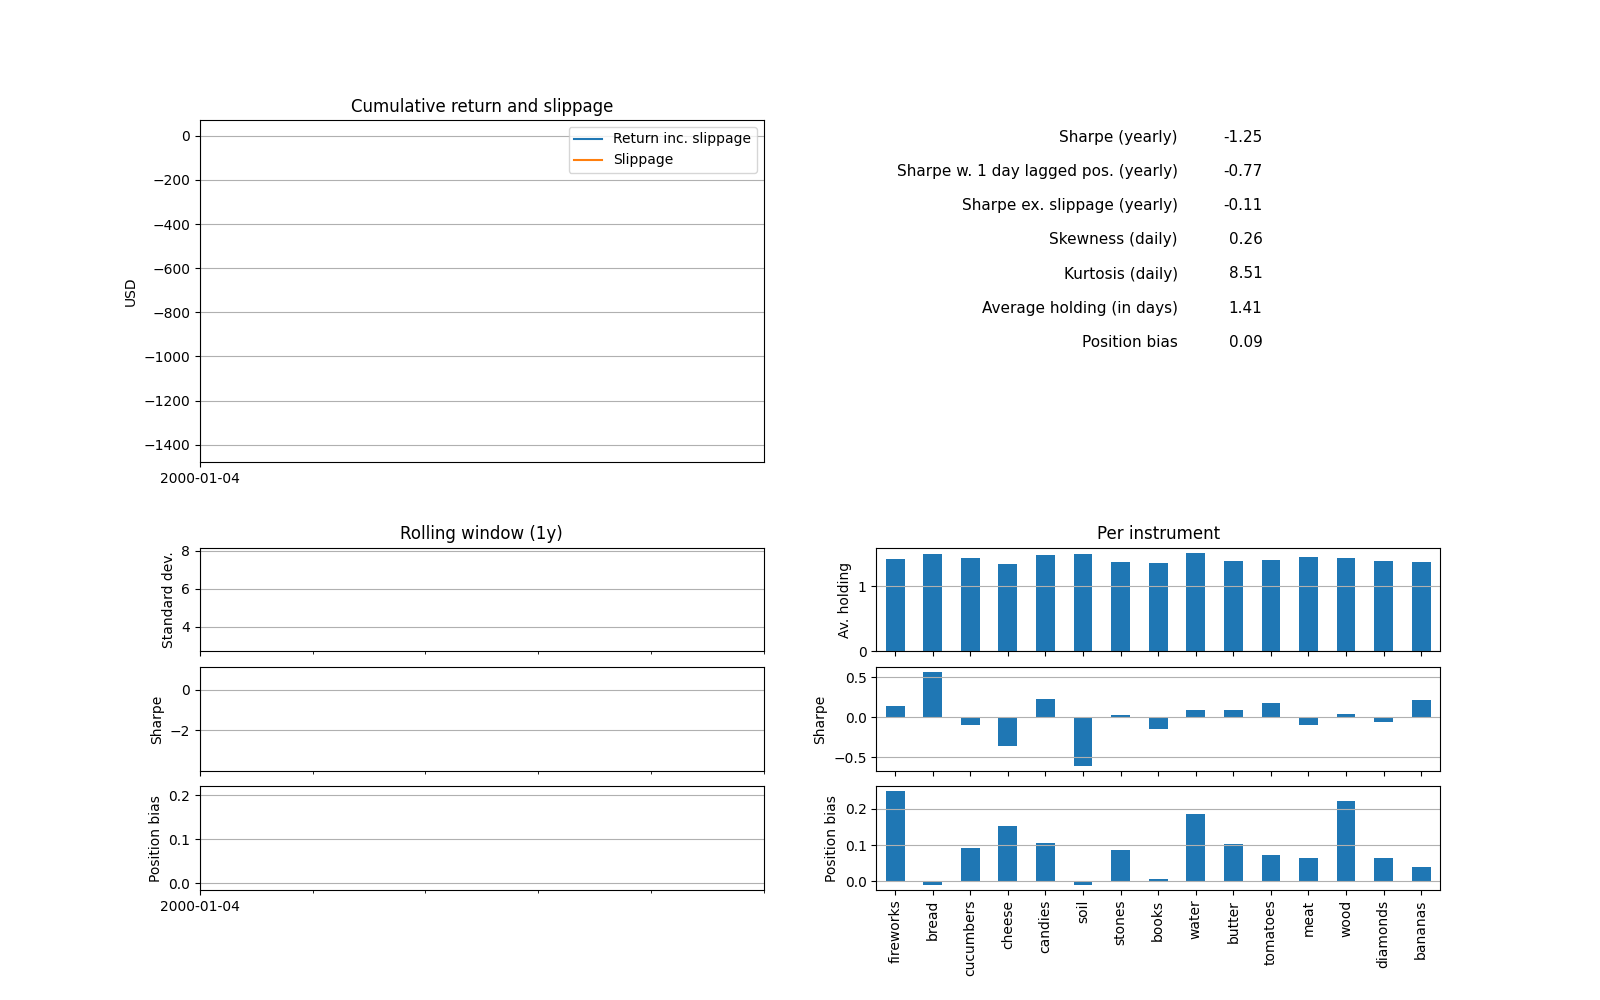 Cumulative return and slippage
0
−200
−400
−600
−800
−1000
−1200
−1400
USD
2000-01-04
Return inc. slippage
Slippage
Sharpe (yearly) -1.25
Sharpe w. 1 day lagged pos. (yearly) -0.77
Sharpe ex. slippage (yearly) -0.11
Skewness (daily) 0.26
Kurtosis (daily) 8.51
Average holding (in days) 1.41
Position bias 0.09
Rolling window (1y)
8
6
4
Standard dev.
0
−2
Sharpe
0.2
0.1
0.0
Position bias
2000-01-04
Per instrument
1
0
Av. holding
0.5
0.0
−0.5
Sharpe
0.2
0.1
0.0
Position bias
fireworks
bread
cucumbers
cheese
candies
soil
stones
books
water
butter
tomatoes
meat
wood
diamonds
bananas